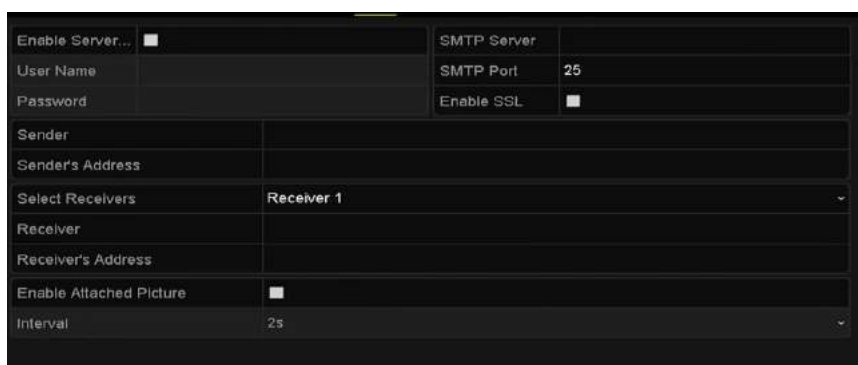 Enable Server...
SMTP Server
User Name
SMTP Port 25
Password
Enable SSL
Sender
Sender's Address
Select Receivers Receiver 1
Receiver
Receiver's Address
Enable Attached Picture
Interval 2s